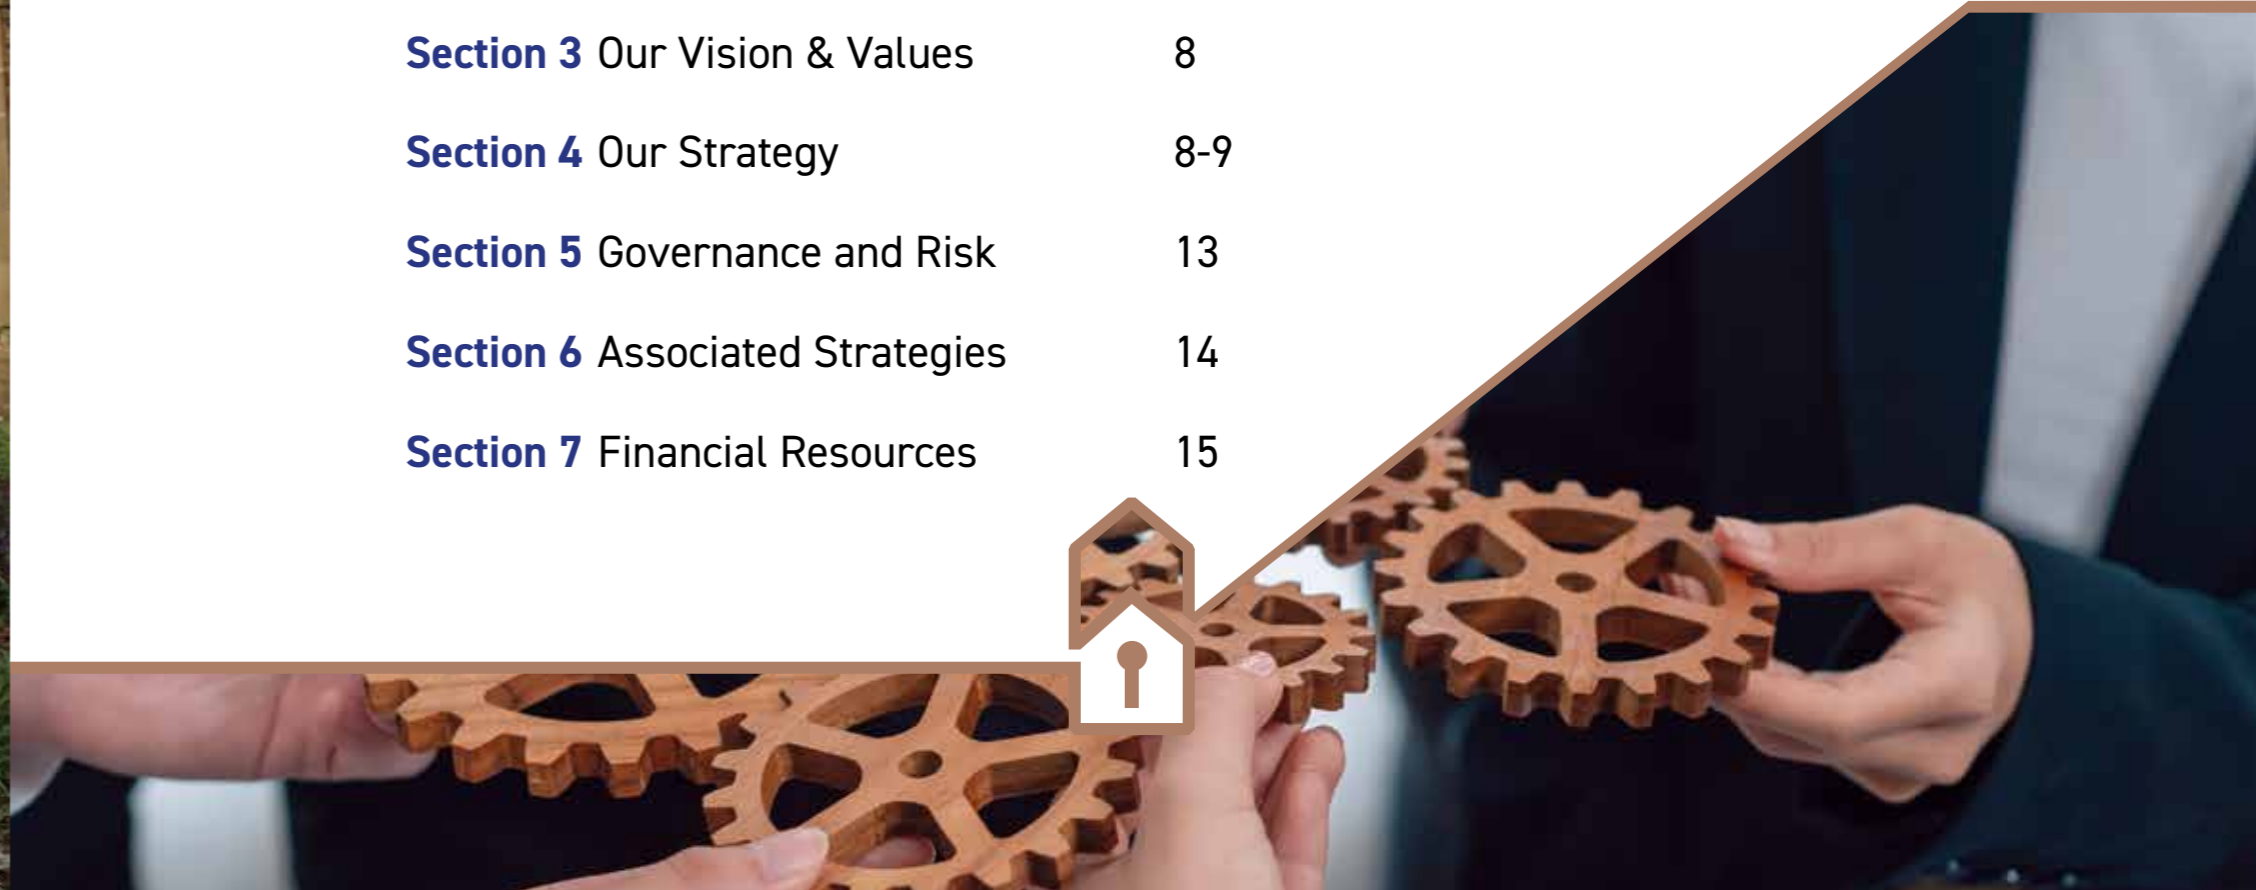 Section 3 Our Vision & Values 8
Section 4 Our Strategy 8-9
Section 5 Governance and Risk 13
Section 6 Associated Strategies 14
Section 7 Financial Resources 15